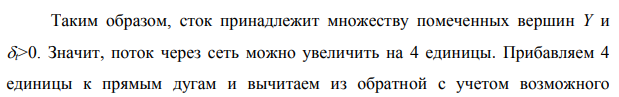 Таким образом, сток принадлежит множеству помеченных вершин Y и
δₜ>0. Значит, поток через сеть можно увеличить на 4 единицы. Прибавляем 4
единицы к прямым дугам и вычитаем из обратной с учетом возможного